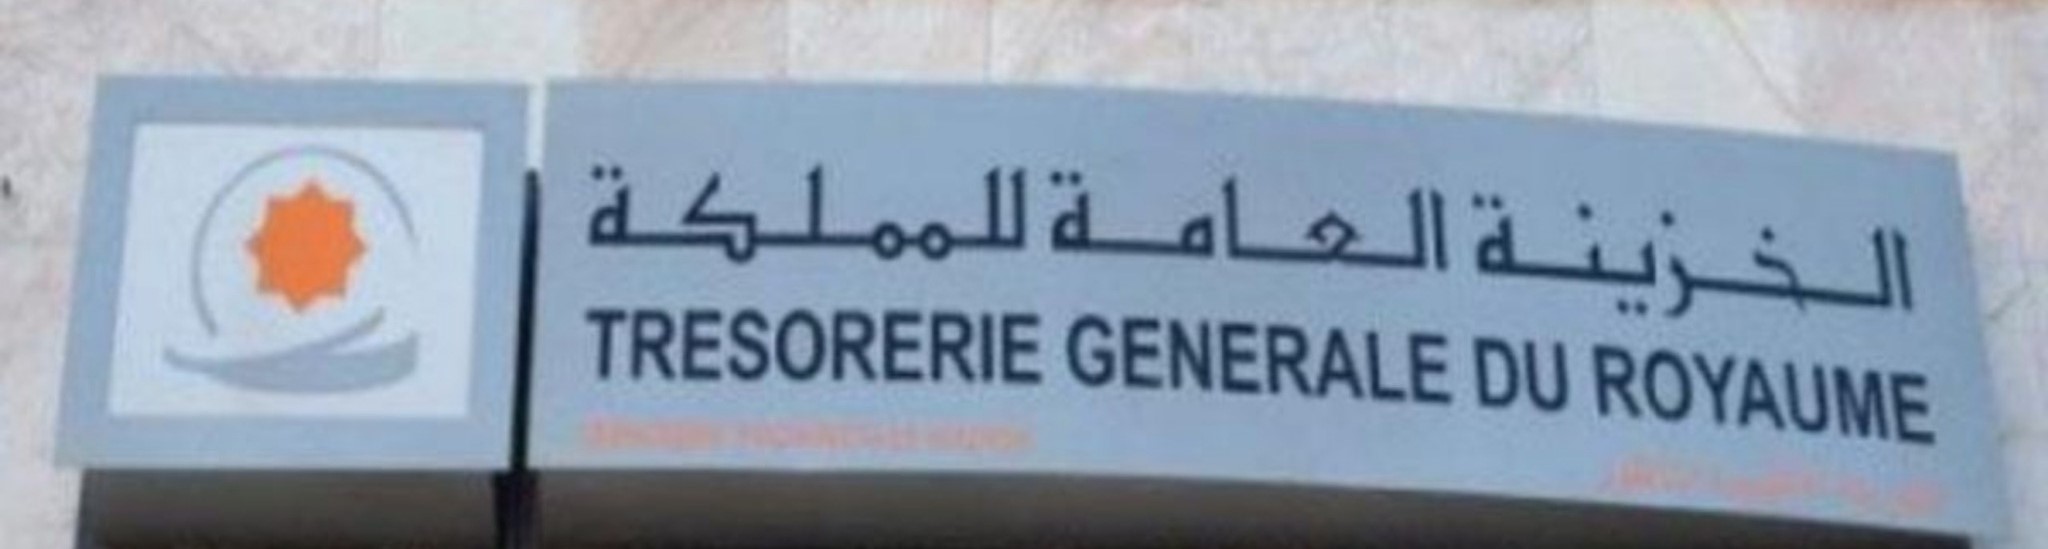 الخزينة العامة للمملكة
TRESORERIE GENERALE DU ROYAUME